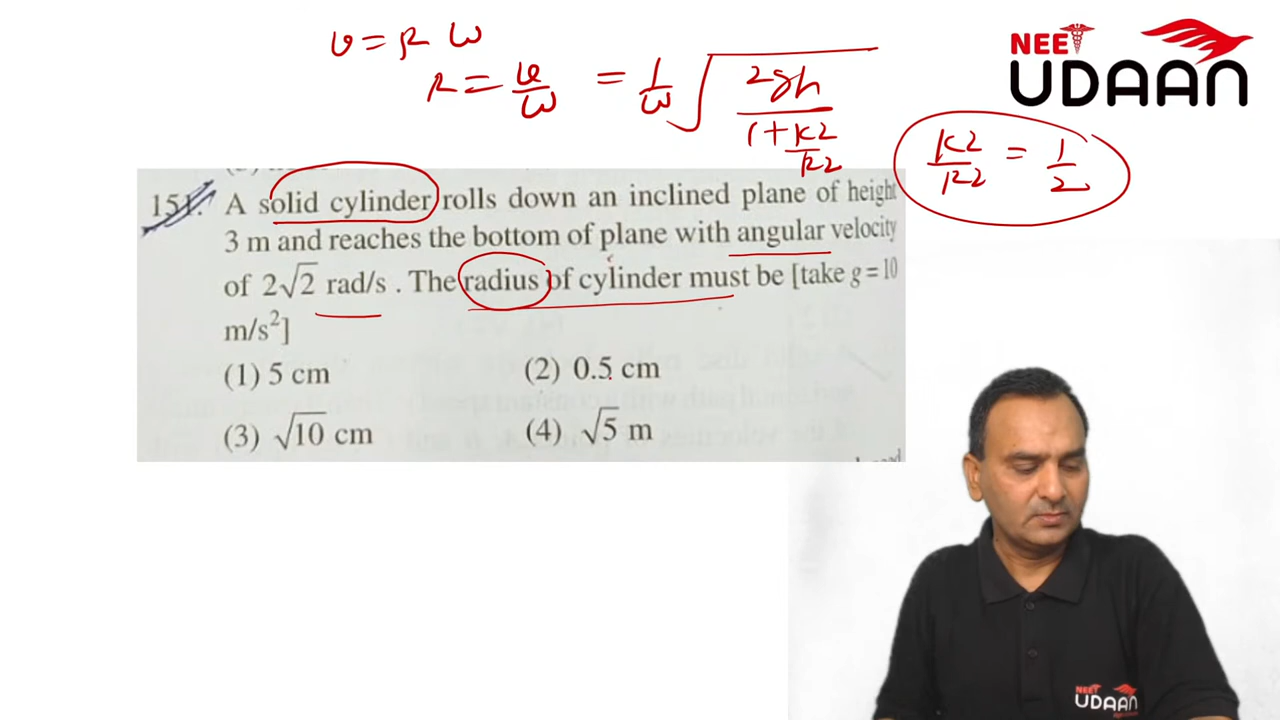 v = R ω
R = v/ω = 1/ω √(2gh/(1 + K2/R2))
K2/R2 = 1/2
NEET
UDAAN
151. A solid cylinder rolls down an inclined plane of height
3 m and reaches the bottom of plane with angular velocity
of 2√2 rad/s . The radius of cylinder must be [take g = 10
m/s²]
(1) 5 cm (2) 0.5 cm
(3) √10 cm (4) √5 m
NEET
UDAAN